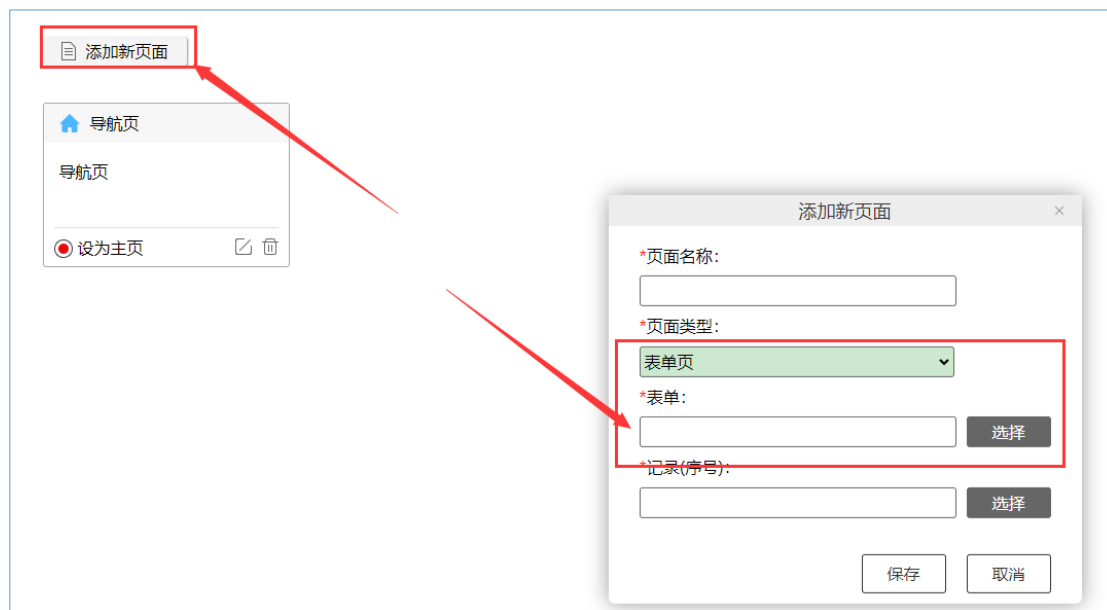 添加新页面
导航页
导航页
设为主页
添加新页面
*页面名称:
*页面类型:
表单页
*表单:
选择
*记录(序号):
选择
保存 取消